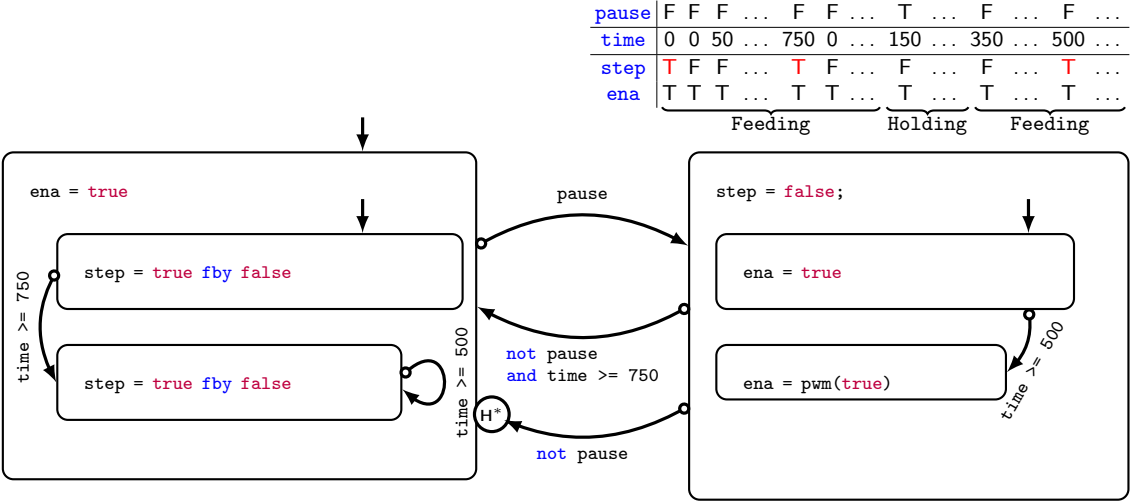 pause F F F ... F F ... T ... F ... F ...
time 0 0 50 ... 750 0 ... 150 ... 350 ... 500 ...
step T F F ... T F ... F ... F ... T ...
ena T T T ... T T ... T ... T ... T ...
Feeding Holding Feeding
ena = true
step = true fby false
time >= 750
step = true fby false
time >= 500
pause
not pause
and time >= 750
H*
not pause
step = false;
ena = true
time >= 500
ena = pwm(true)